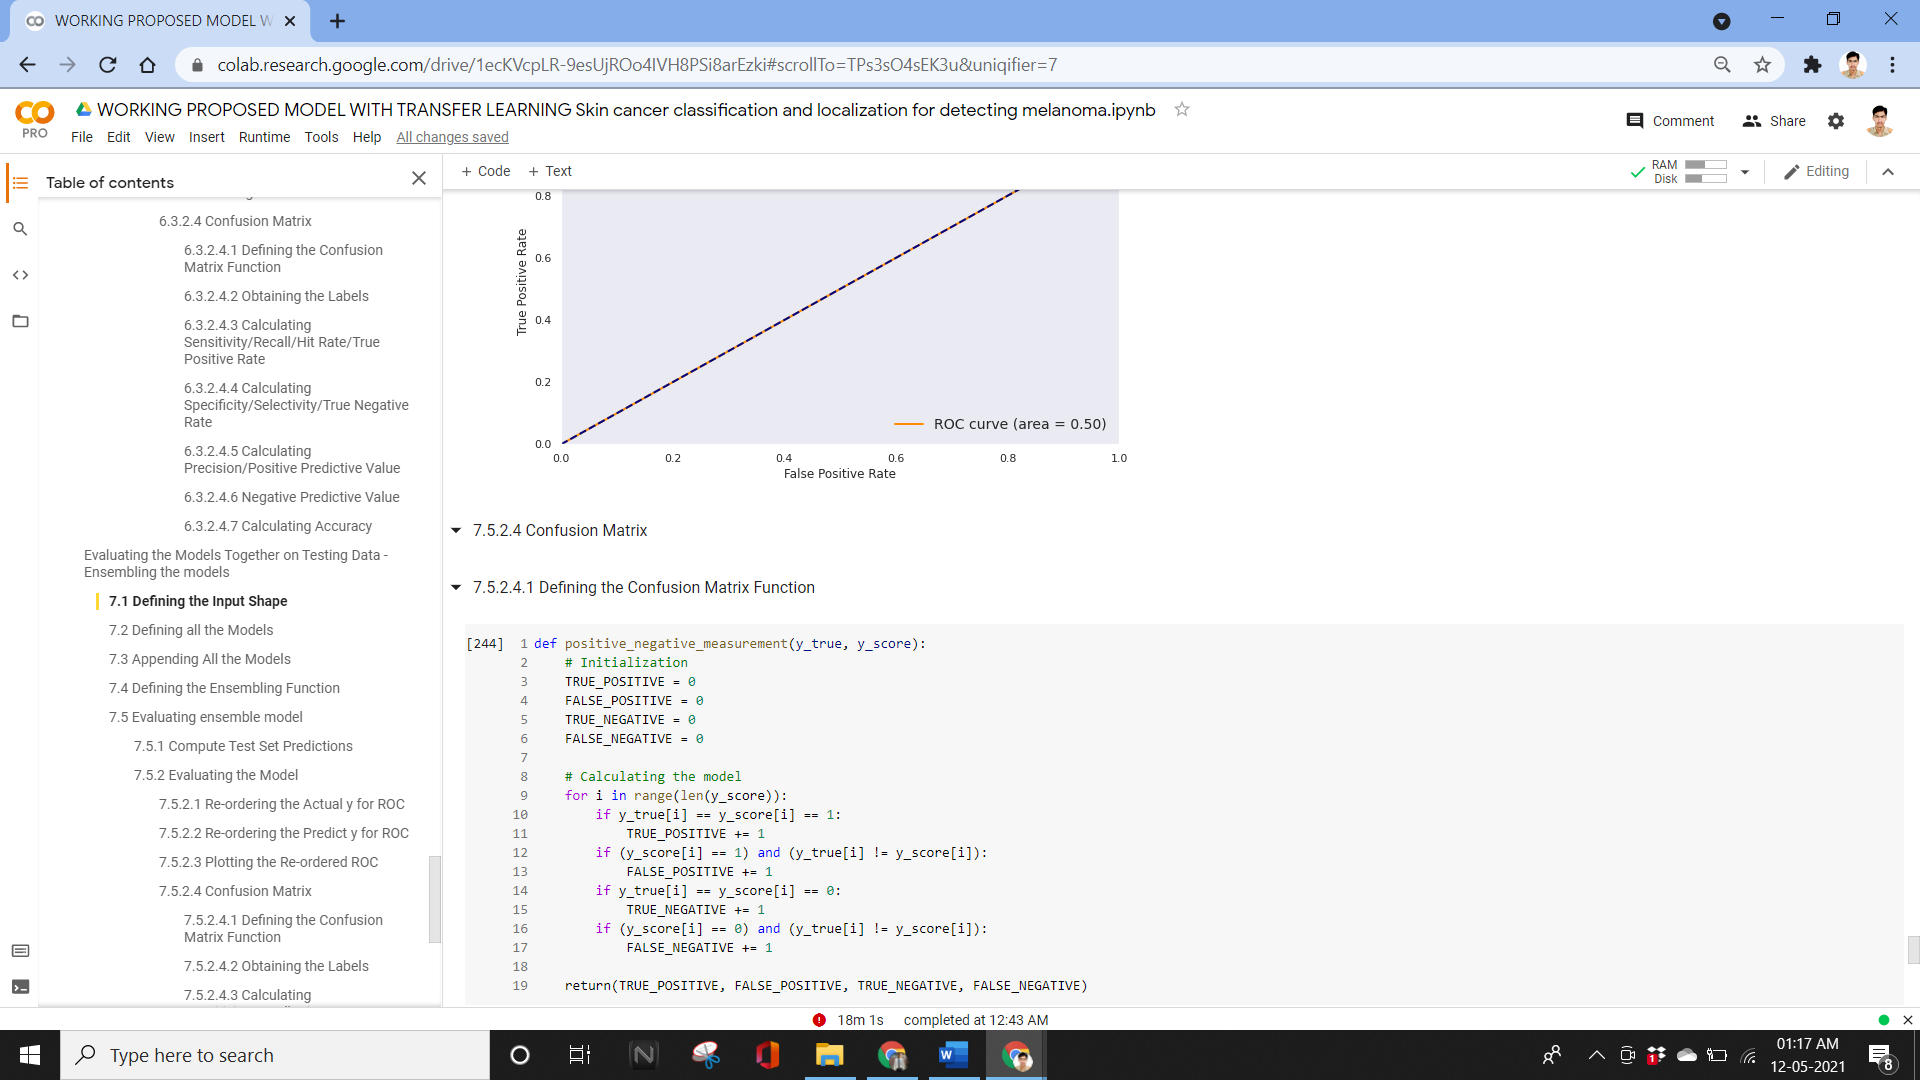 WORKING PROPOSED MODEL W
colab.research.google.com/drive/1ecKVcpLR-9esUjROo4IVH8PSi8arEzki#scrollTo=TPs3sO4sEK3u&uniqifier=7
PRO
WORKING PROPOSED MODEL WITH TRANSFER LEARNING Skin cancer classification and localization for detecting melanoma.ipynb
File Edit View Insert Runtime Tools Help All changes saved
Comment Share
Table of contents
+ Code + Text
RAM
Disk
Editing
6.3.2.4 Confusion Matrix
6.3.2.4.1 Defining the Confusion
Matrix Function
6.3.2.4.2 Obtaining the Labels
6.3.2.4.3 Calculating
Sensitivity/Recall/Hit Rate/True
Positive Rate
6.3.2.4.4 Calculating
Specificity/Selectivity/True Negative
Rate
6.3.2.4.5 Calculating
Precision/Positive Predictive Value
6.3.2.4.6 Negative Predictive Value
6.3.2.4.7 Calculating Accuracy
Evaluating the Models Together on Testing Data -
Ensembling the models
7.1 Defining the Input Shape
7.2 Defining all the Models
7.3 Appending All the Models
7.4 Defining the Ensembling Function
7.5 Evaluating ensemble model
7.5.1 Compute Test Set Predictions
7.5.2 Evaluating the Model
7.5.2.1 Re-ordering the Actual y for ROC
7.5.2.2 Re-ordering the Predict y for ROC
7.5.2.3 Plotting the Re-ordered ROC
7.5.2.4 Confusion Matrix
7.5.2.4.1 Defining the Confusion
Matrix Function
7.5.2.4.2 Obtaining the Labels
7.5.2.4.3 Calculating
0.8
0.6
0.4
0.2
0.0
True Positive Rate
ROC curve (area = 0.50)
0.0 0.2 0.4 0.6 0.8 1.0
False Positive Rate
7.5.2.4 Confusion Matrix
7.5.2.4.1 Defining the Confusion Matrix Function
[244] 1 def positive_negative_measurement(y_true, y_score):
2 # Initialization
3 TRUE_POSITIVE = 0
4 FALSE_POSITIVE = 0
5 TRUE_NEGATIVE = 0
6 FALSE_NEGATIVE = 0
7
8 # Calculating the model
9 for i in range(len(y_score)):
10 if y_true[i] == y_score[i] == 1:
11 TRUE_POSITIVE += 1
12 if (y_score[i] == 1) and (y_true[i] != y_score[i]):
13 FALSE_POSITIVE += 1
14 if y_true[i] == y_score[i] == 0:
15 TRUE_NEGATIVE += 1
16 if (y_score[i] == 0) and (y_true[i] != y_score[i]):
17 FALSE_NEGATIVE += 1
18
19 return(TRUE_POSITIVE, FALSE_POSITIVE, TRUE_NEGATIVE, FALSE_NEGATIVE)
18m 1s completed at 12:43 AM
Type here to search
01:17 AM
12-05-2021
8